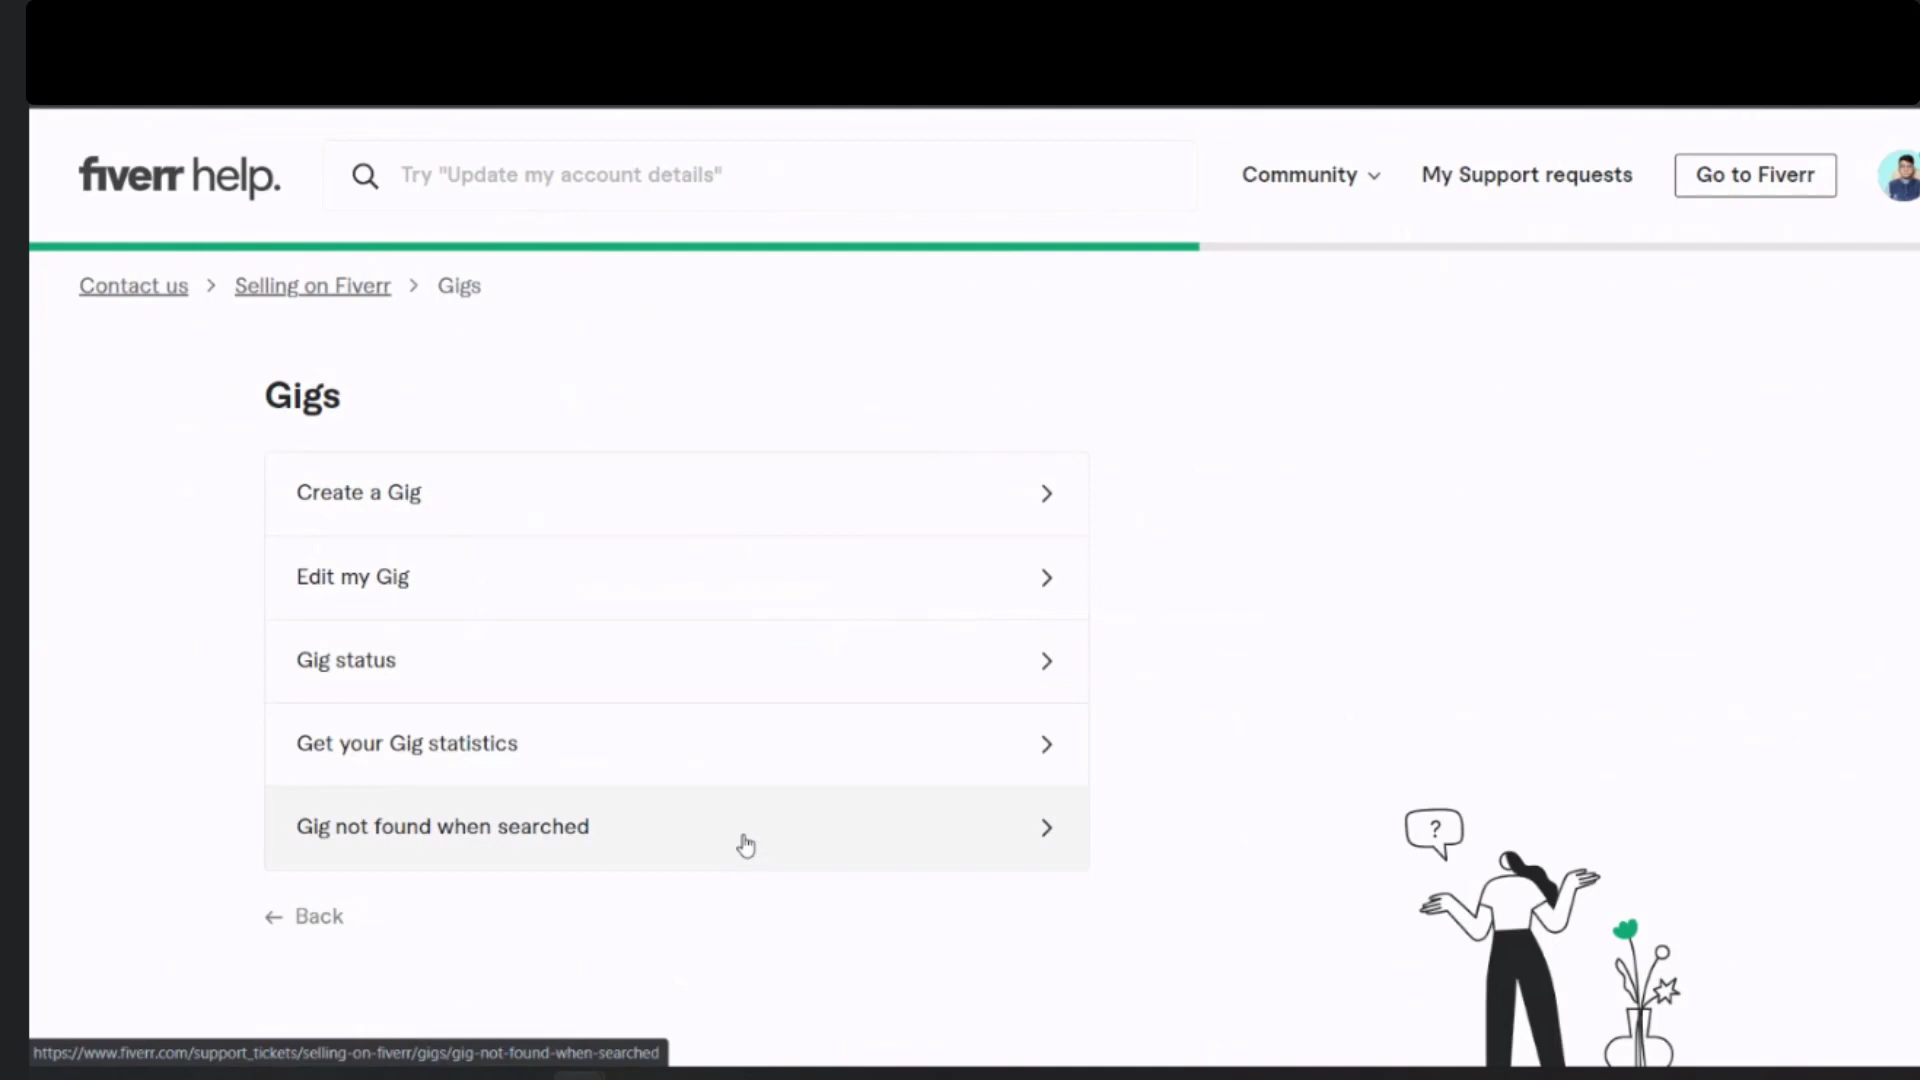 fiverr help.
Try "Update my account details"
Community
My Support requests
Go to Fiverr
Contact us > Selling on Fiverr > Gigs
Gigs
Create a Gig
Edit my Gig
Gig status
Get your Gig statistics
Gig not found when searched
← Back
?
https://www.fiverr.com/support_tickets/selling-on-fiverr/gigs/gig-not-found-when-searched